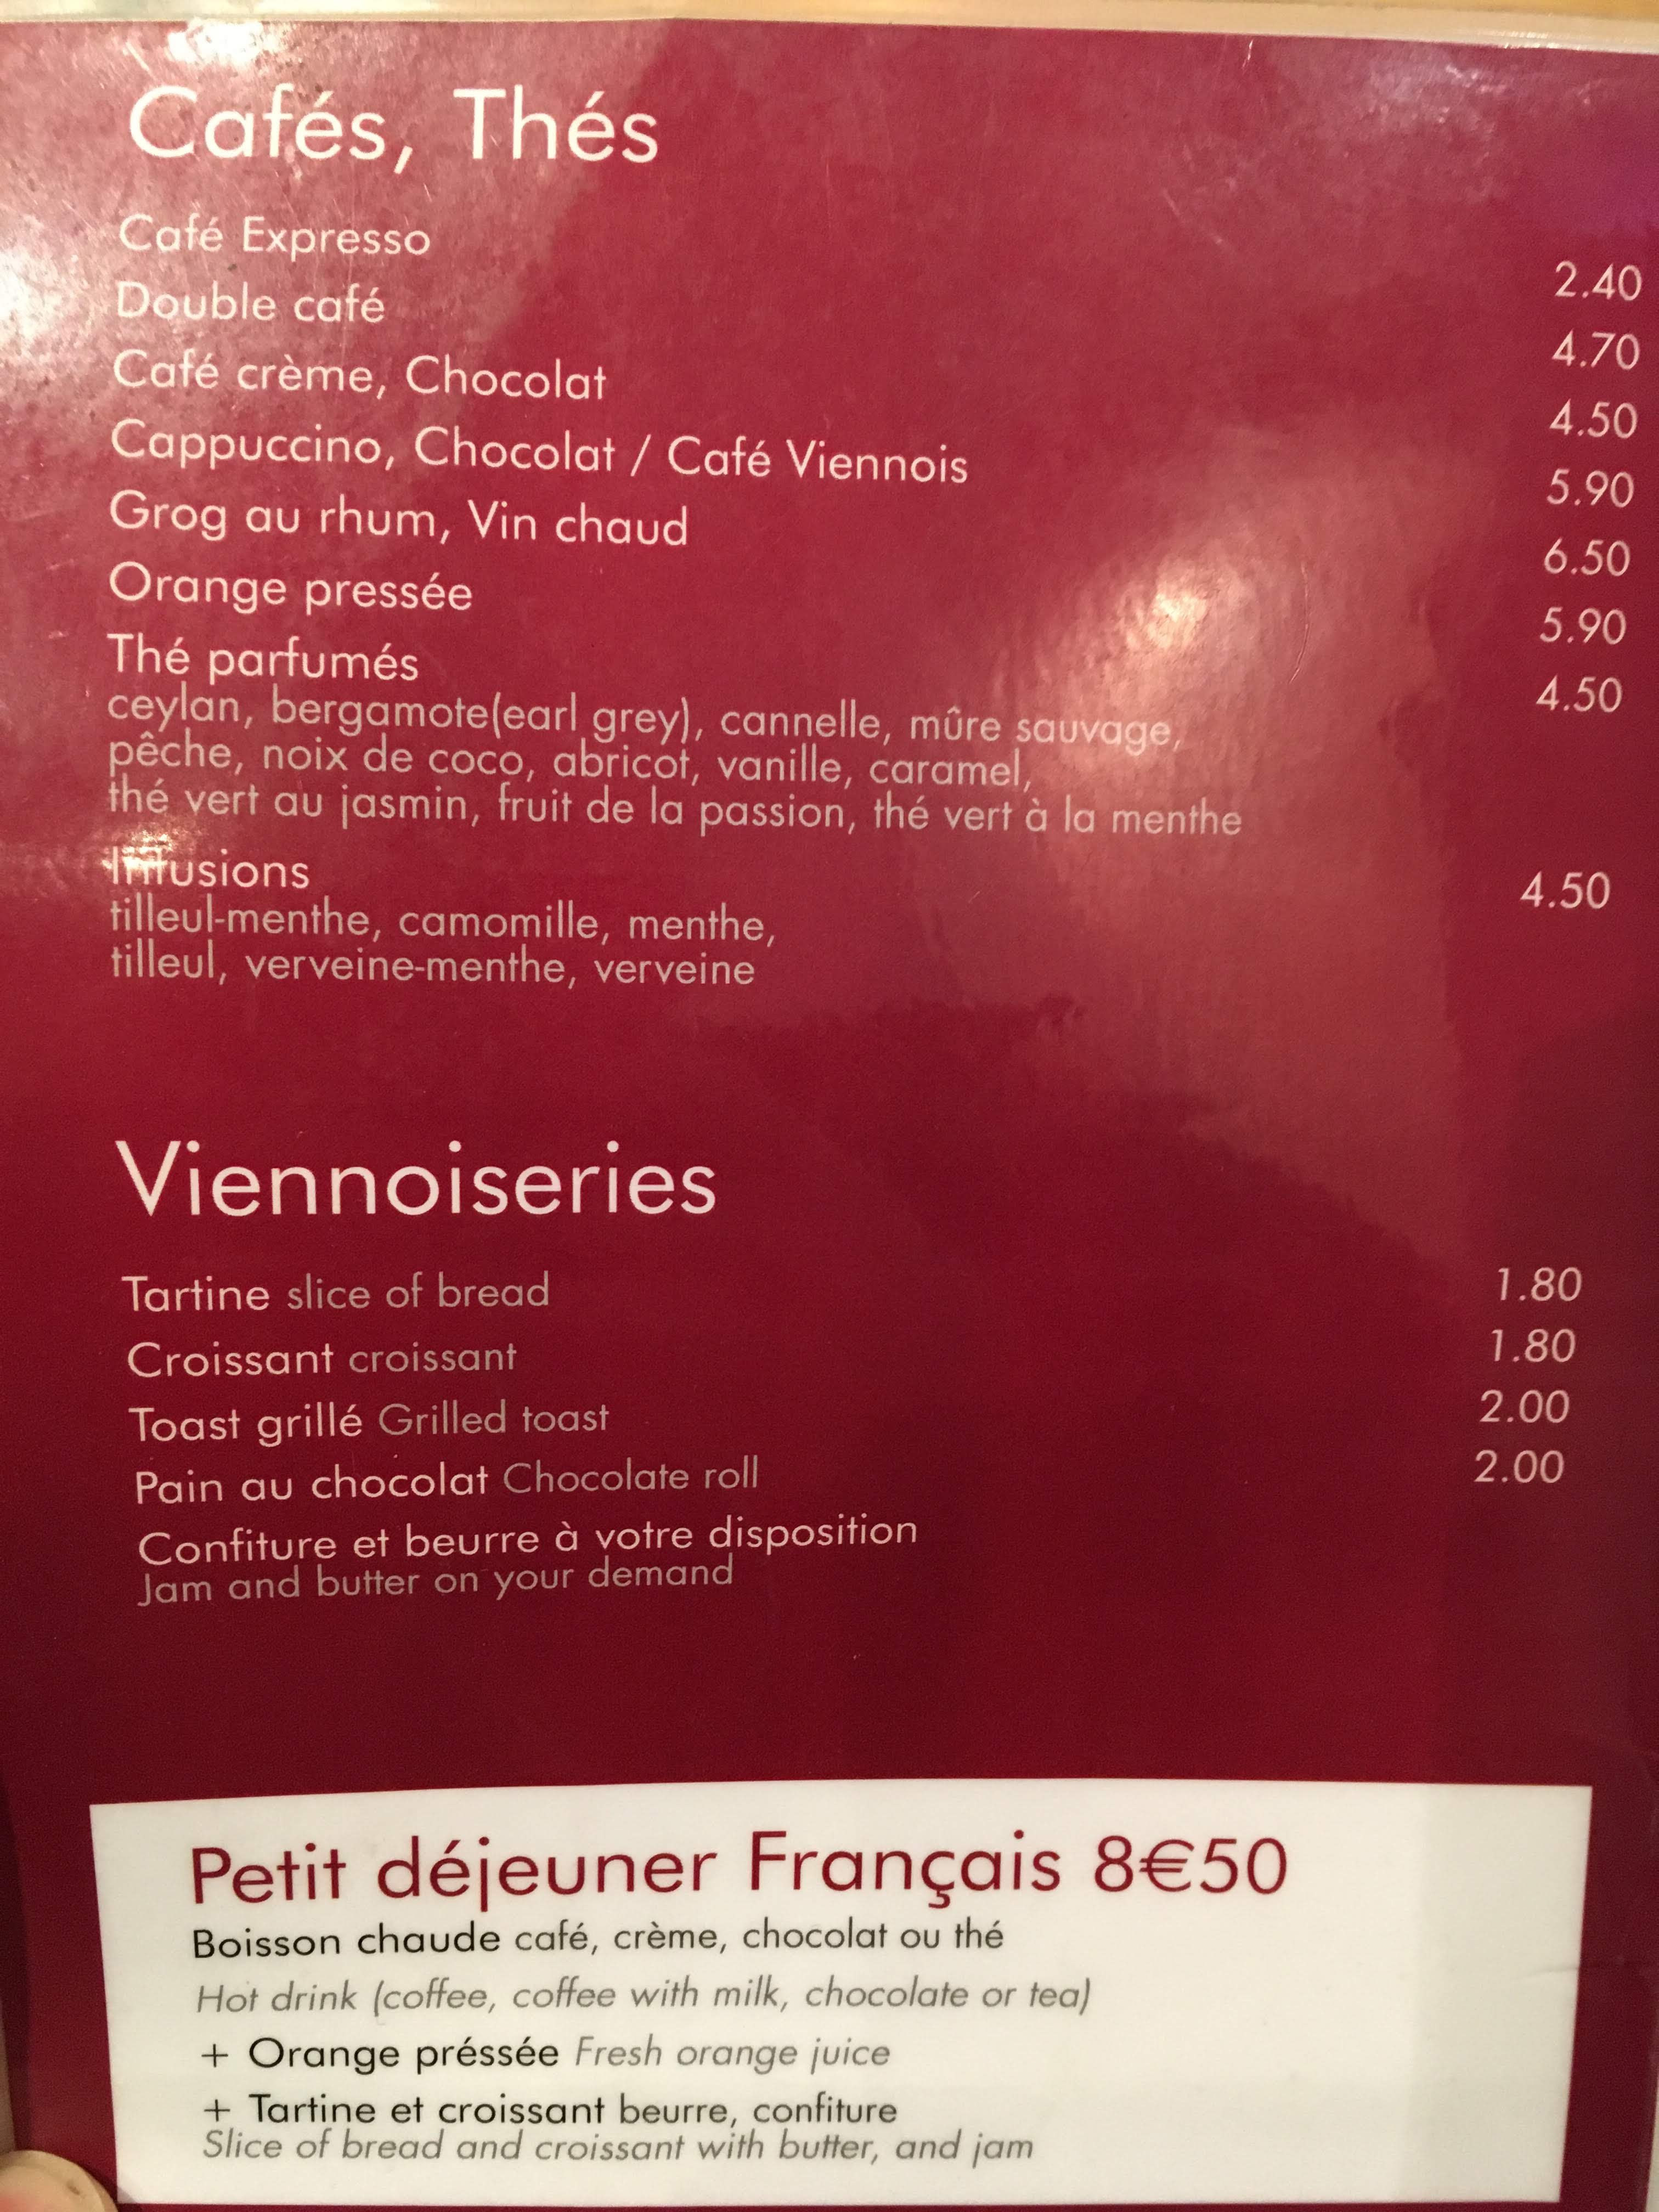 Cafés, Thés
Café Expresso 2.40
Double café 4.70
Café crème, Chocolat 4.50
Cappuccino, Chocolat / Café Viennois 5.90
Grog au rhum, Vin chaud 6.50
Orange pressée 5.90
Thé parfumés 4.50
ceylan, bergamote(earl grey), cannelle, mûre sauvage,
pêche, noix de coco, abricot, vanille, caramel,
thé vert au jasmin, fruit de la passion, thé vert à la menthe
Infusions 4.50
tilleul-menthe, camomille, menthe,
tilleul, verveine-menthe, verveine
Viennoiseries
Tartine slice of bread 1.80
Croissant croissant 1.80
Toast grillé Grilled toast 2.00
Pain au chocolat Chocolate roll 2.00
Confiture et beurre à votre disposition
Jam and butter on your demand
Petit déjeuner Français 8€50
Boisson chaude café, crème, chocolat ou thé
Hot drink (coffee, coffee with milk, chocolate or tea)
+ Orange préssée Fresh orange juice
+ Tartine et croissant beurre, confiture
Slice of bread and croissant with butter, and jam